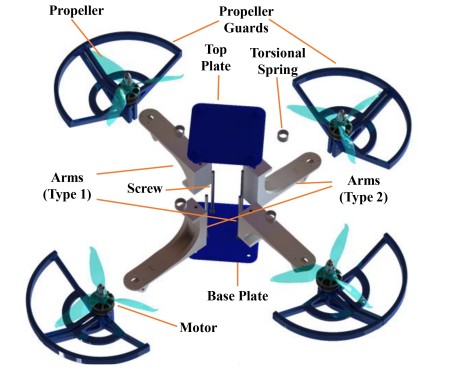 Propeller
Propeller
Guards
Top
Plate
Torsional
Spring
Arms
(Type 1)
Screw
Arms
(Type 2)
Base Plate
Motor